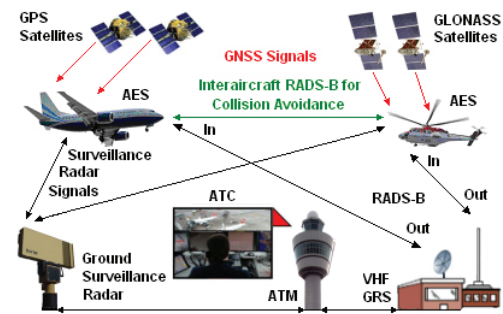 GPS
Satellites
GLONASS
Satellites
GNSS Signals
AES
Interaircraft RADS-B for
Collision Avoidance
AES
In
In
Surveillance
Radar
Signals
ATC
RADS-B
Out
Out
Ground
Surveillance
Radar
ATM
VHF
GRS